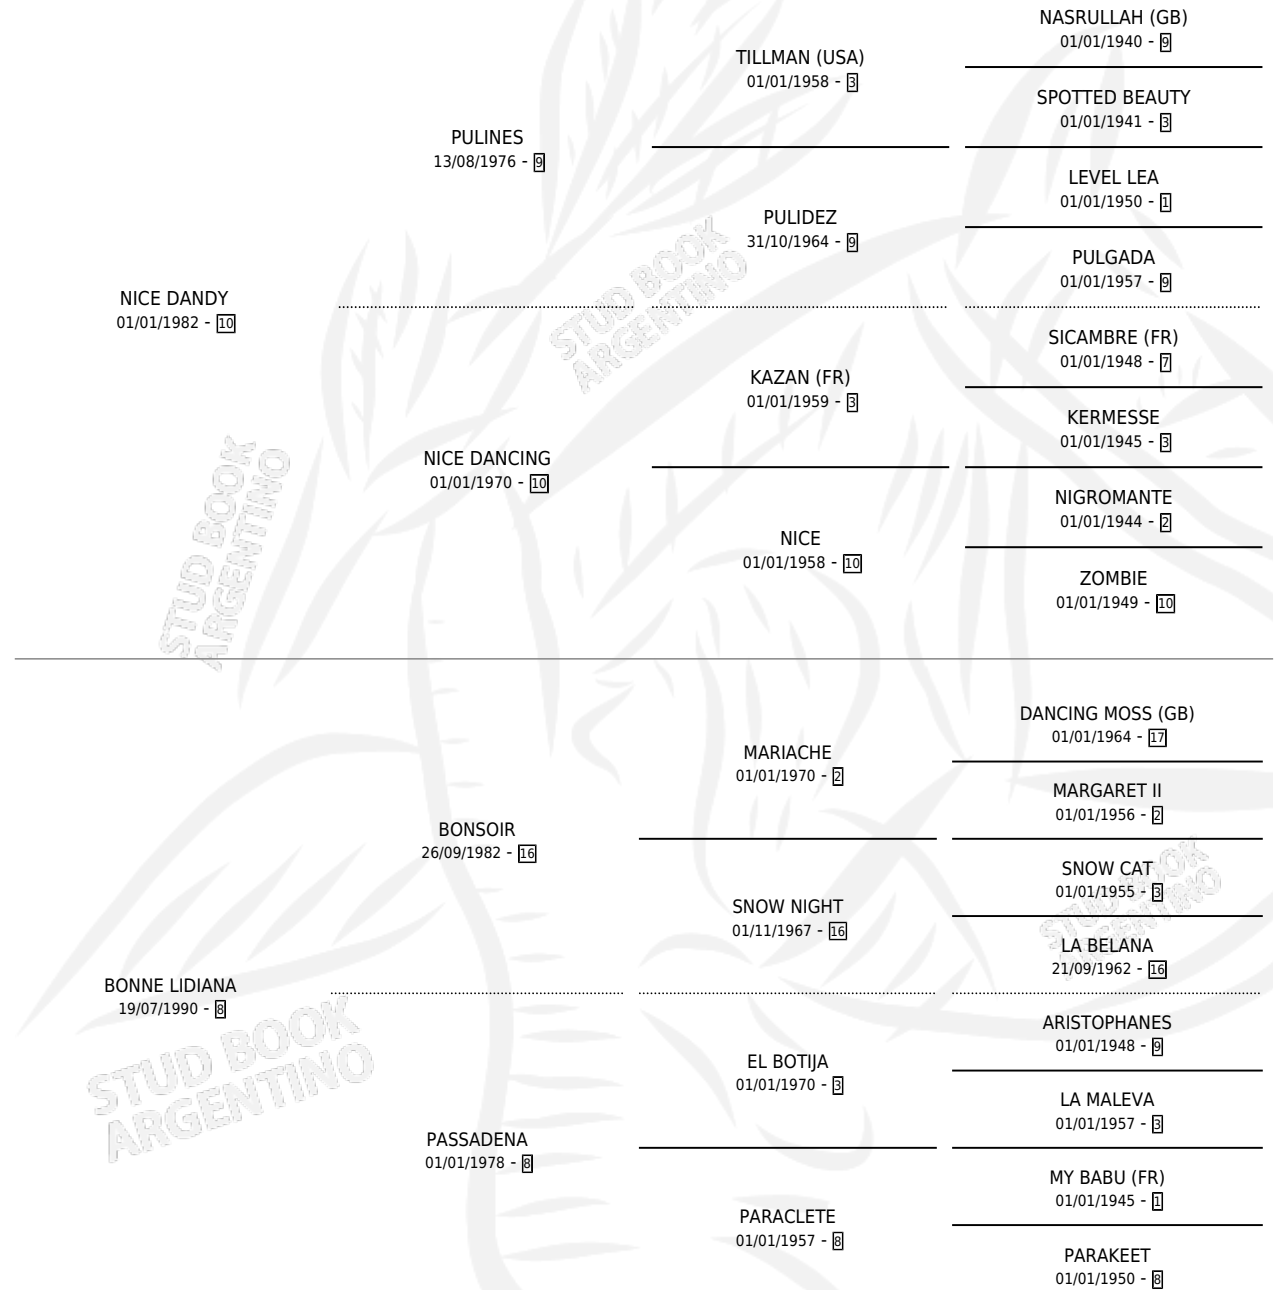 NASRULLAH (GB)
01/01/1940 - 9
TILLMAN (USA)
01/01/1958 - 3
SPOTTED BEAUTY
01/01/1941 - 3
PULINES
13/08/1976 - 9
LEVEL LEA
01/01/1950 - 1
PULIDEZ
31/10/1964 - 9
PULGADA
01/01/1957 - 9
NICE DANDY
01/01/1982 - 10
SICAMBRE (FR)
01/01/1948 - 7
KAZAN (FR)
01/01/1959 - 3
KERMESSE
01/01/1945 - 3
NICE DANCING
01/01/1970 - 10
NIGROMANTE
01/01/1944 - 2
NICE
01/01/1958 - 10
ZOMBIE
01/01/1949 - 10
DANCING MOSS (GB)
01/01/1964 - 17
MARIACHE
01/01/1970 - 2
MARGARET II
01/01/1956 - 2
BONSOIR
26/09/1982 - 16
SNOW CAT
01/01/1955 - 3
SNOW NIGHT
01/11/1967 - 16
LA BELANA
21/09/1962 - 16
BONNE LIDIANA
19/07/1990 - 8
ARISTOPHANES
01/01/1948 - 9
EL BOTIJA
01/01/1970 - 3
LA MALEVA
01/01/1957 - 3
PASSADENA
01/01/1978 - 8
MY BABU (FR)
01/01/1945 - 1
PARACLETE
01/01/1957 - 8
PARAKEET
01/01/1950 - 8
STUD BOOK
ARGENTINO
STUD BOOK
ARGENTINO
STUD BOOK
ARGENTINO
STUD BOOK
ARGENTINO